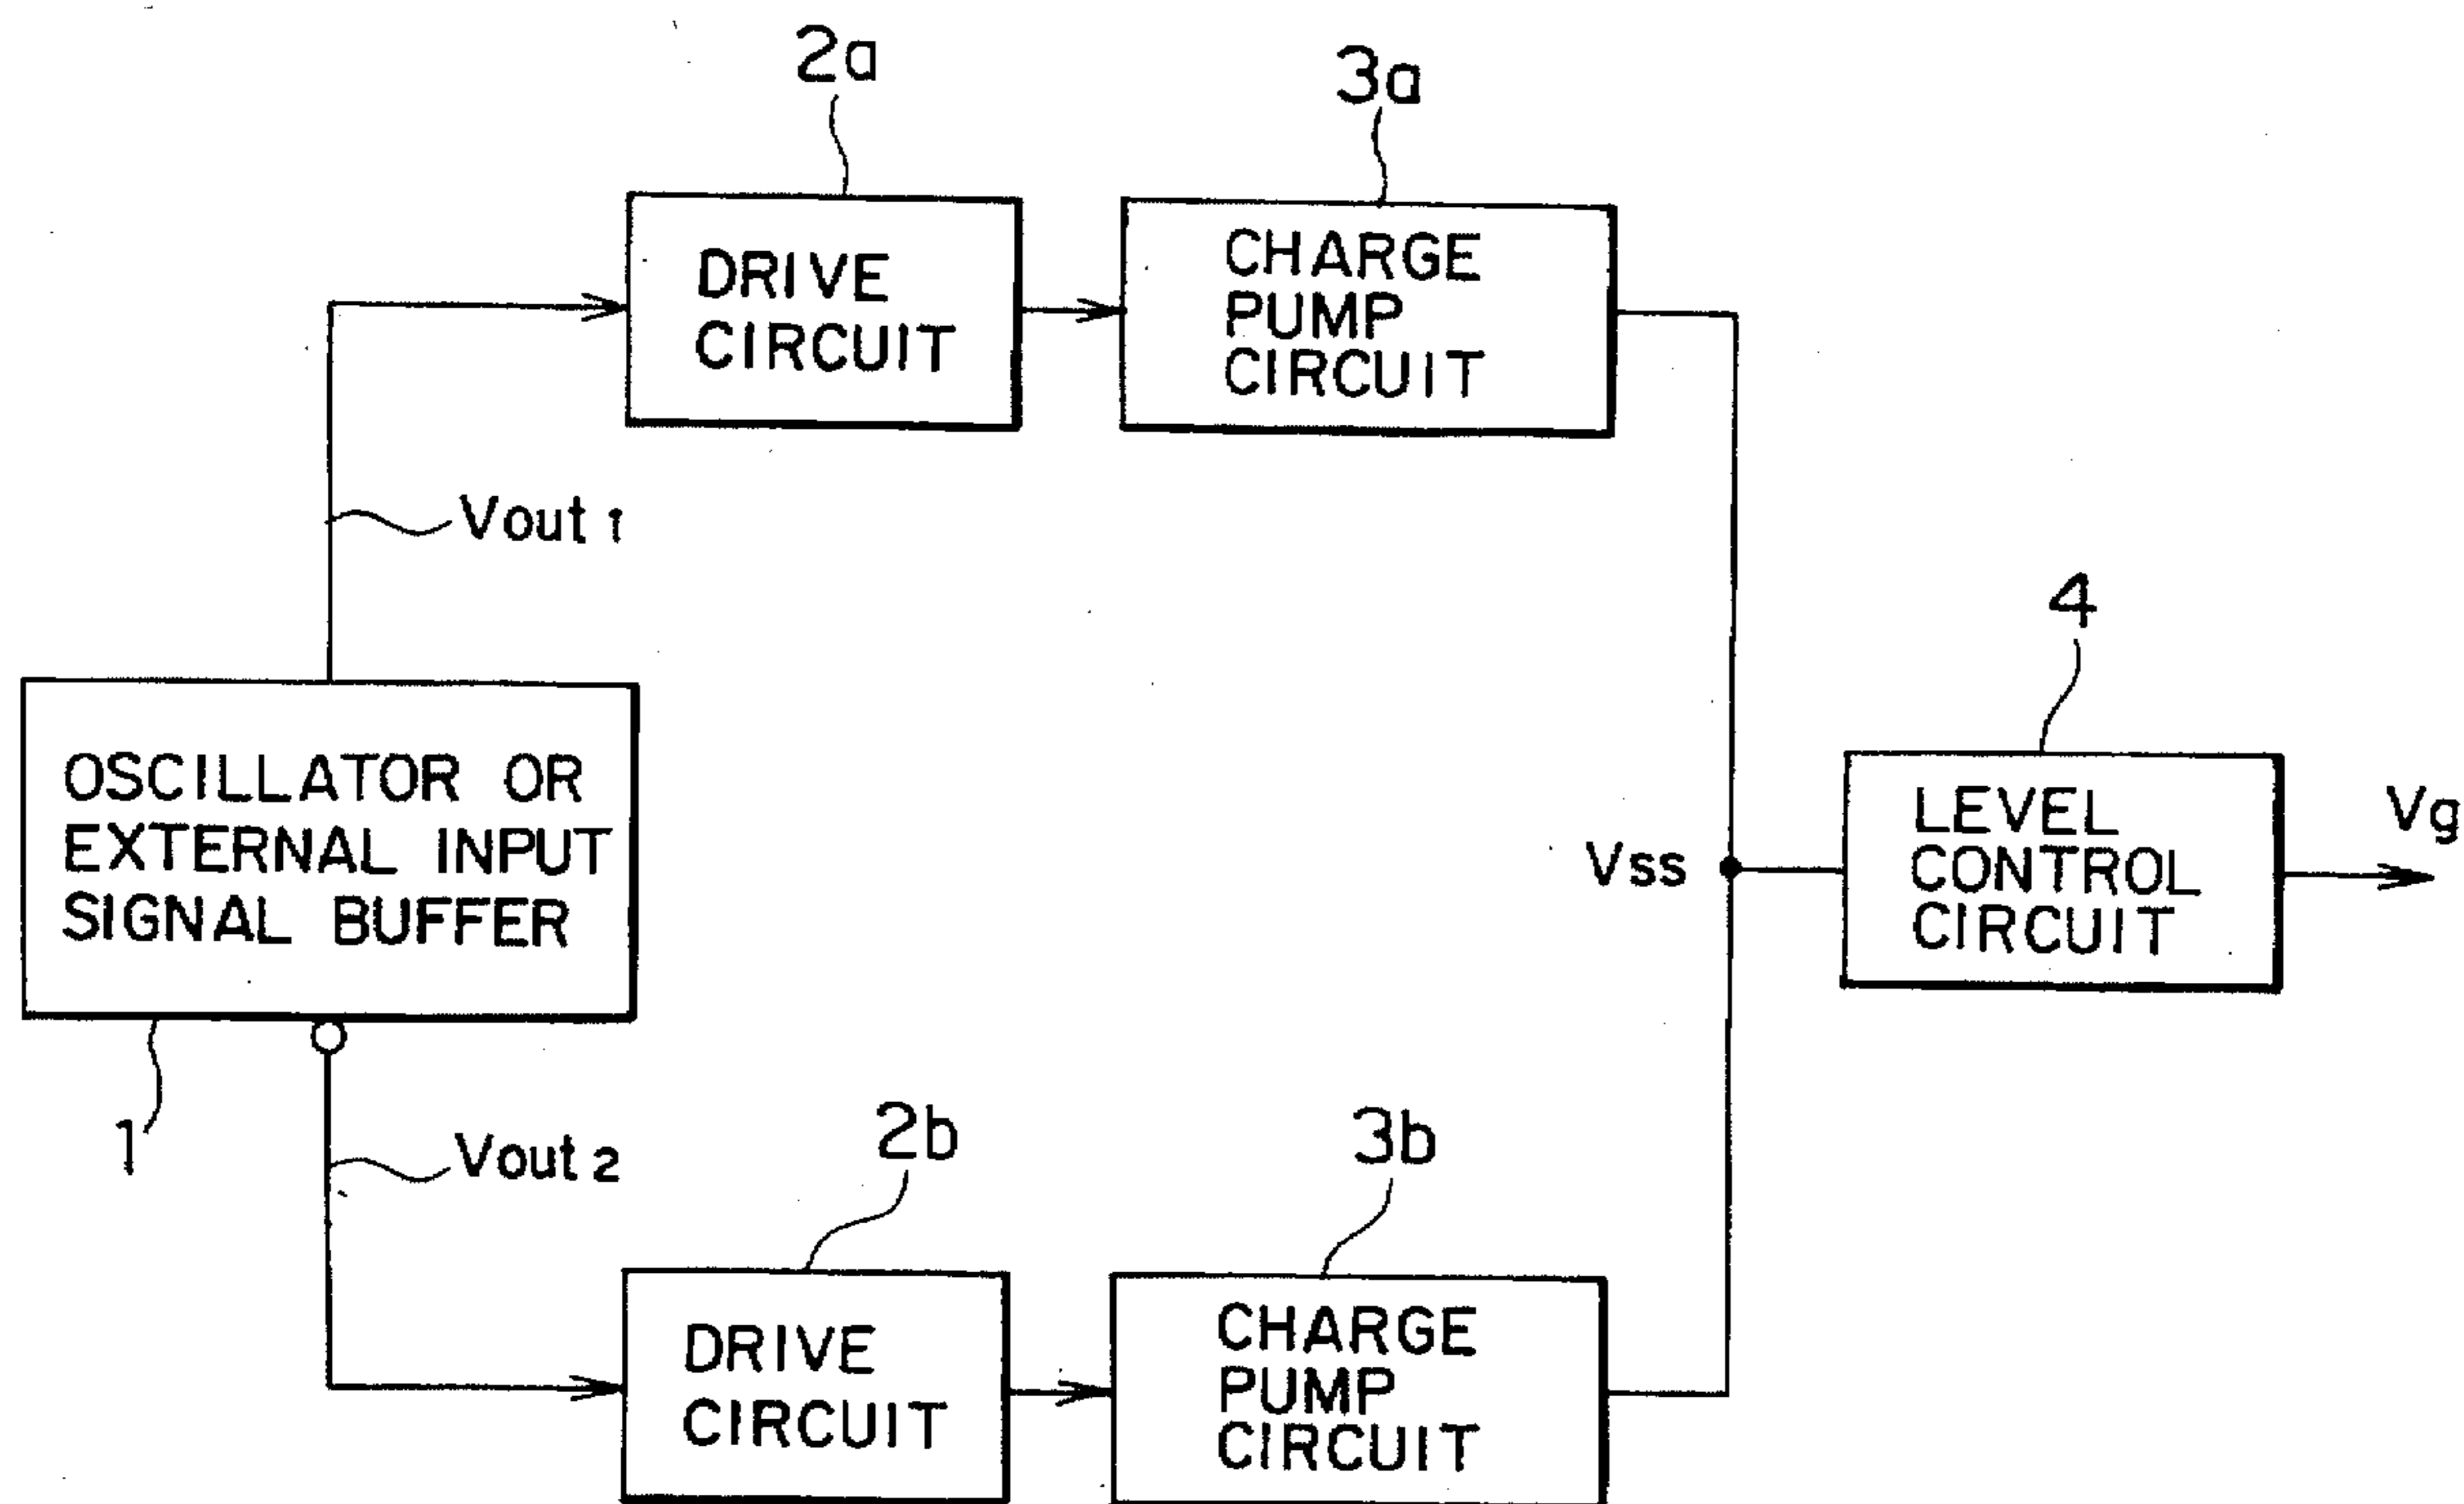 2a
3a
DRIVE
CIRCUIT
CHARGE
PUMP
CIRCUIT
Vout 1
4
OSCILLATOR OR
EXTERNAL INPUT
SIGNAL BUFFER
Vss
LEVEL
CONTROL
CIRCUIT
Vg
1
Vout 2
2b
3b
DRIVE
CIRCUIT
CHARGE
PUMP
CIRCUIT